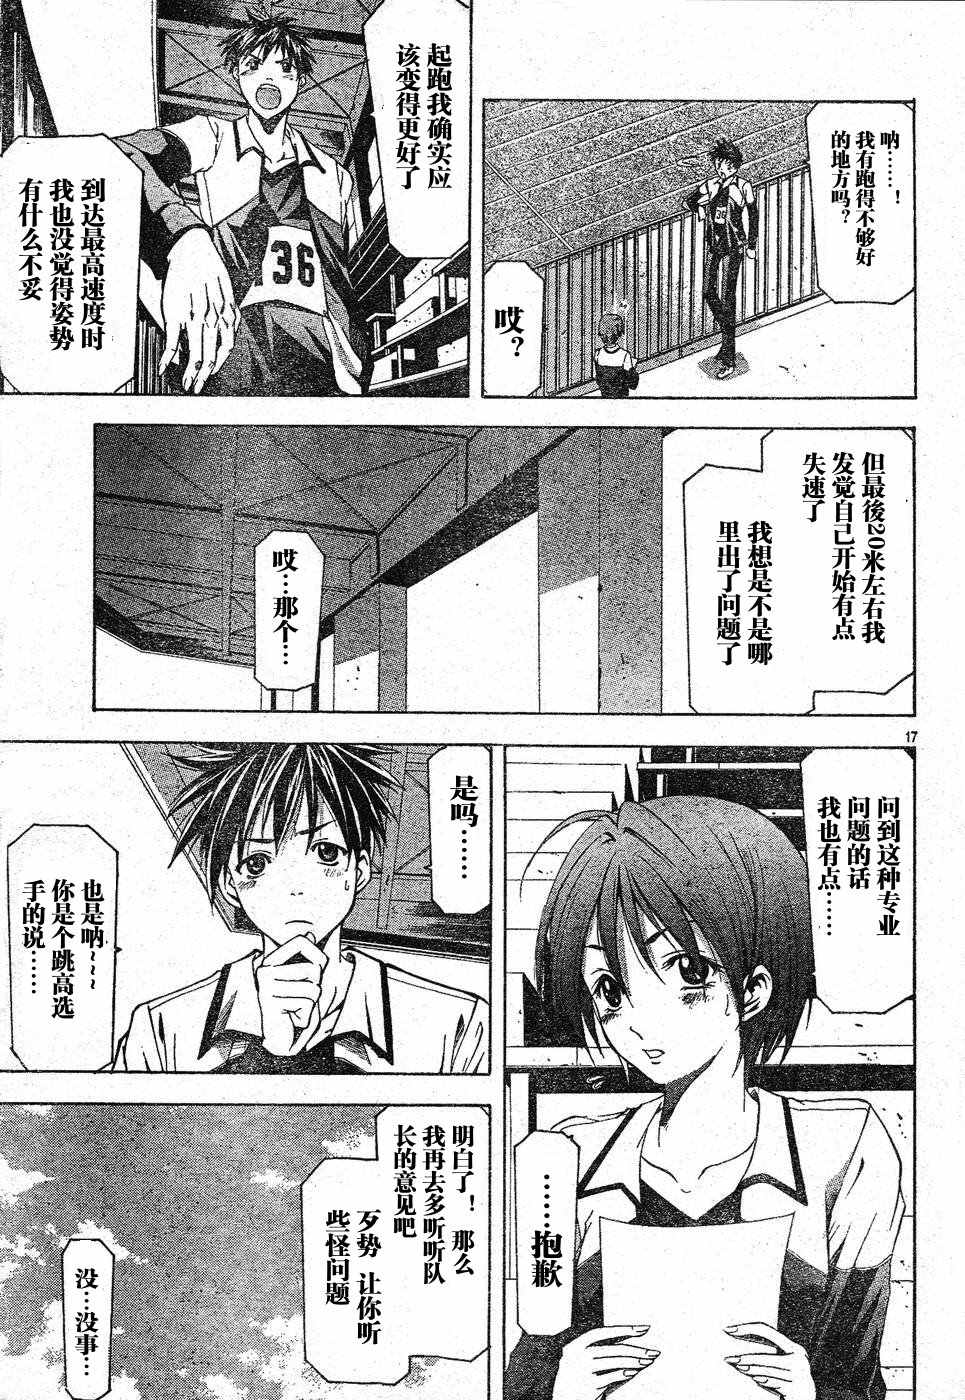 呐……！
我有跑得不够好
的地方吗？
哎？
起跑我确实应
该变得更好了
36
36
到达最高速度时
我也没觉得姿势
有什么不妥
但最後20米左右我
发觉自己开始有点
失速了
我想是不是哪
里出了问题了
哎…那个…
17
问到这种专业
问题的话
我也有点……
……抱歉
是吗……
也是呐~~~
你是个跳高选
手的说……
明白了！ 那么
我再去多听听队
长的意见吧
歹势 让你听
些怪问题
没…没事…